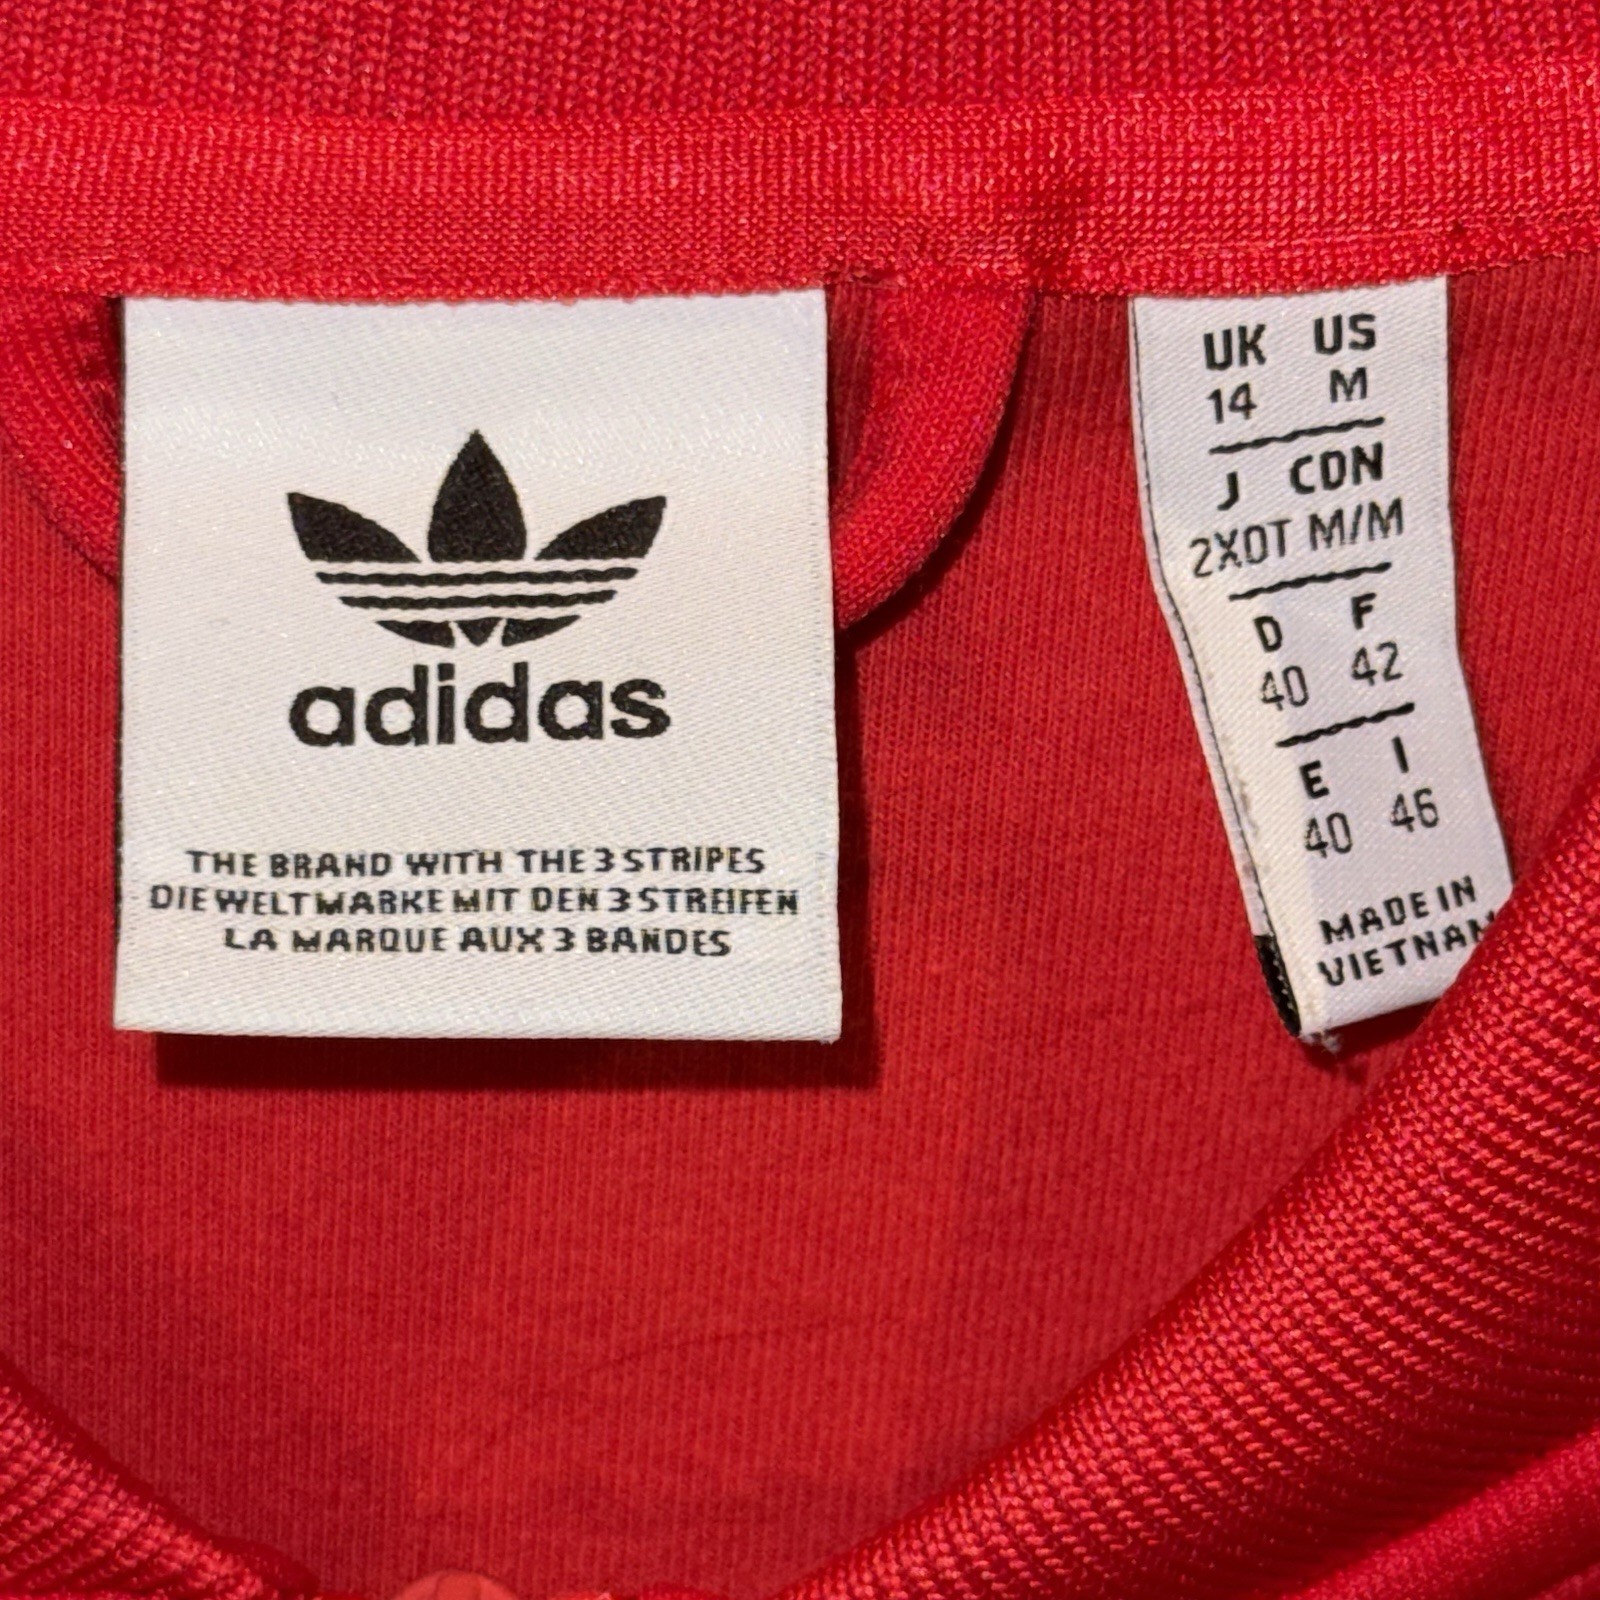 adidas
THE BRAND WITH THE 3 STRIPES
DIE WELTMARKE MIT DEN 3 STREIFEN
LA MARQUE AUX 3 BANDES
UK US
14 M
J CDN
2XOT M/M
D F
40 42
E I
40 46
MADE IN
VIETNAM